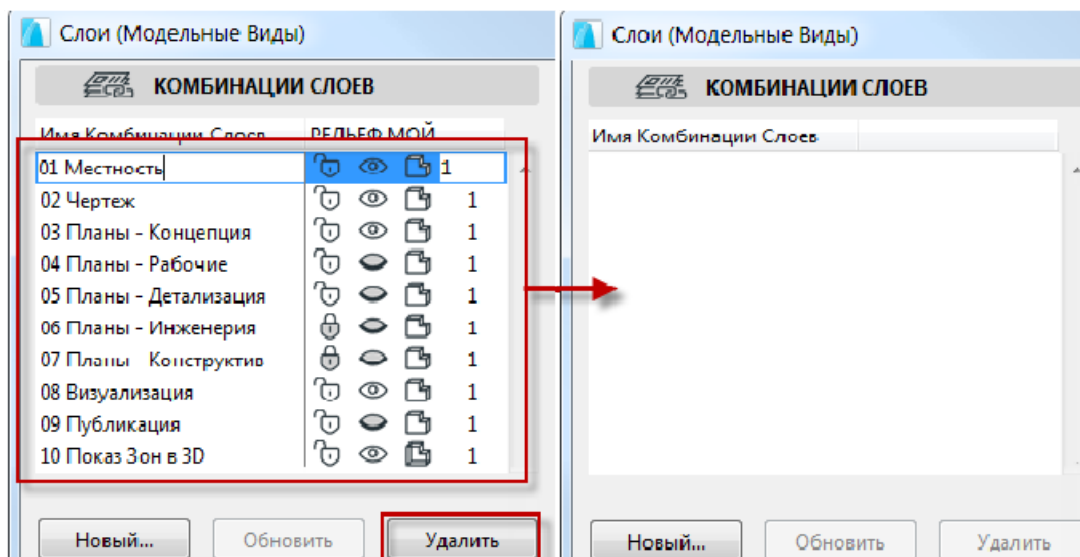 Слои (Модельные Виды)
КОМБИНАЦИИ СЛОЕВ
Имя Комбинации Слоев РЕЛЬЕФ МОЙ
01 Местность 1
02 Чертеж 1
03 Планы - Концепция 1
04 Планы - Рабочие 1
05 Планы - Детализация 1
06 Планы - Инженерия 1
07 Планы Конструктив 1
08 Визуализация 1
09 Публикация 1
10 Показ Зон в 3D 1
Новый... Обновить Удалить
Слои (Модельные Виды)
КОМБИНАЦИИ СЛОЕВ
Имя Комбинации Слоев
Новый... Обновить Удалить